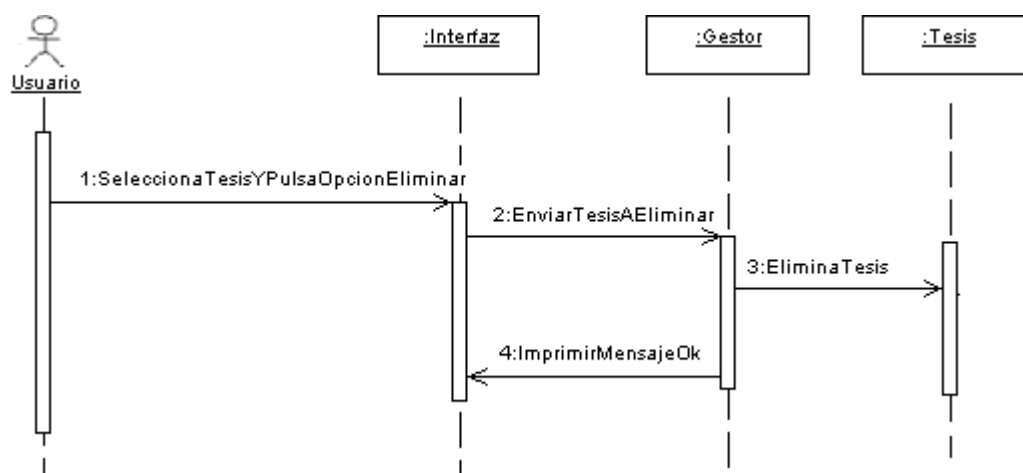 :Interfaz
:Gestor
:Tesis
Usuario
1:SeleccionaTesisYPulsaOpcionEliminar
2:EnviarTesisAEliminar
3:EliminaTesis
4:ImprimirMensajeOk